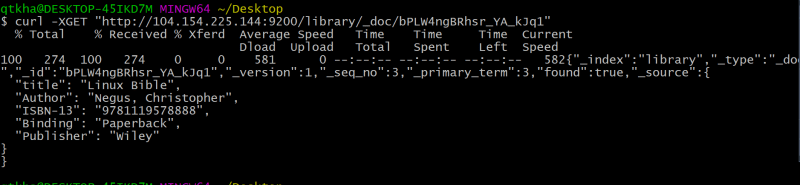 qtkha@DESKTOP-45IKD7M MINGW64 ~/Desktop
$ curl -XGET "http://104.154.225.144:9200/library/_doc/bPLW4ngBRhsr_YA_kJq1"
  % Total    % Received % Xferd  Average Speed   Time    Time     Time  Current
                                 Dload  Upload   Total   Spent    Left  Speed
100   274  100   274    0     0    581      0 --:--:-- --:--:-- --:--:--   582{"_index":"library","_type":"_doc
","_id":"bPLW4ngBRhsr_YA_kJq1","_version":1,"_seq_no":3,"_primary_term":3,"found":true,"_source":{
  "title": "Linux Bible",
  "Author": "Negus, Christopher",
  "ISBN-13": "9781119578888",
  "Binding": "Paperback",
  "Publisher": "Wiley"
}
}
qtkha@DESKTOP-45IKD7M MINGW64 ~/Desktop